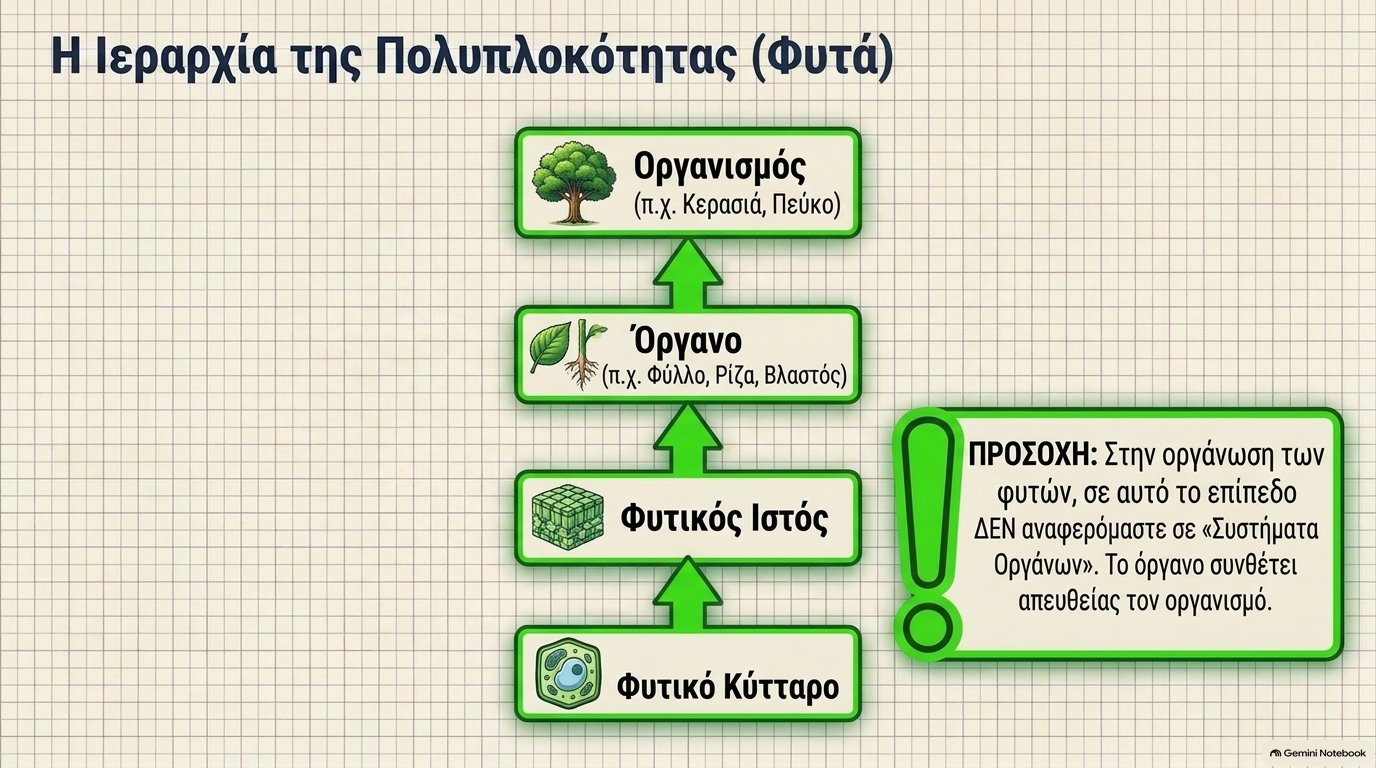 Η Ιεραρχία της Πολυπλοκότητας (Φυτά)
Οργανισμός
(π.χ. Κερασιά, Πεύκο)
Όργανο
(π.χ. Φύλλο, Ρίζα, Βλαστός)
Φυτικός Ιστός
Φυτικό Κύτταρο
ΠΡΟΣΟΧΗ: Στην οργάνωση των
φυτών, σε αυτό το επίπεδο
ΔΕΝ αναφερόμαστε σε «Συστήματα
Οργάνων». Το όργανο συνθέτει
απευθείας τον οργανισμό.
Gemini Notebook